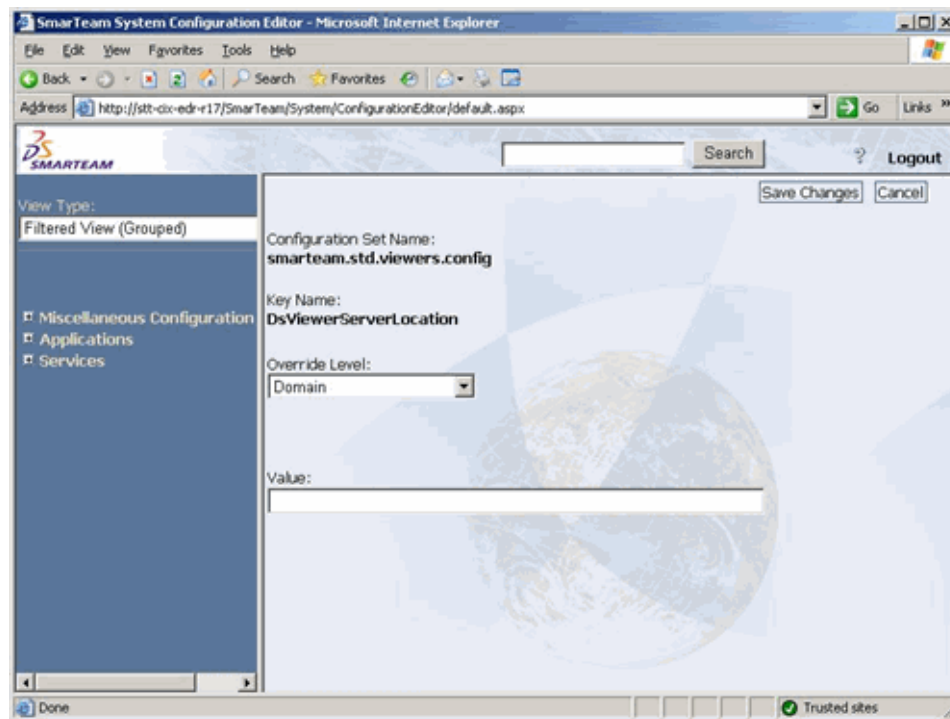 SmarTeam System Configuration Editor - Microsoft Internet Explorer
File Edit View Favorites Tools Help
Back Search Favorites
Address http://stt-cix-edr-r17/SmarTeam/System/ConfigurationEditor/default.aspx Go Links »
DS SMARTEAM
Search ? Logout
Save Changes Cancel
View Type:
Filtered View (Grouped)
Miscellaneous Configuration
Applications
Services
Configuration Set Name:
smarteam.std.viewers.config
Key Name:
DsViewerServerLocation
Override Level:
Domain
Value:
Done Trusted sites